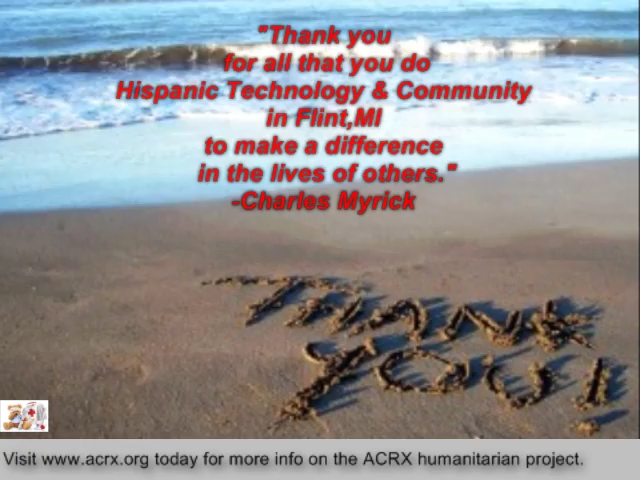 "Thank you
for all that you do
Hispanic Technology & Community
in Flint,MI
to make a difference
in the lives of others."
-Charles Myrick
THANK
YOU!
Visit www.acrx.org today for more info on the ACRX humanitarian project.